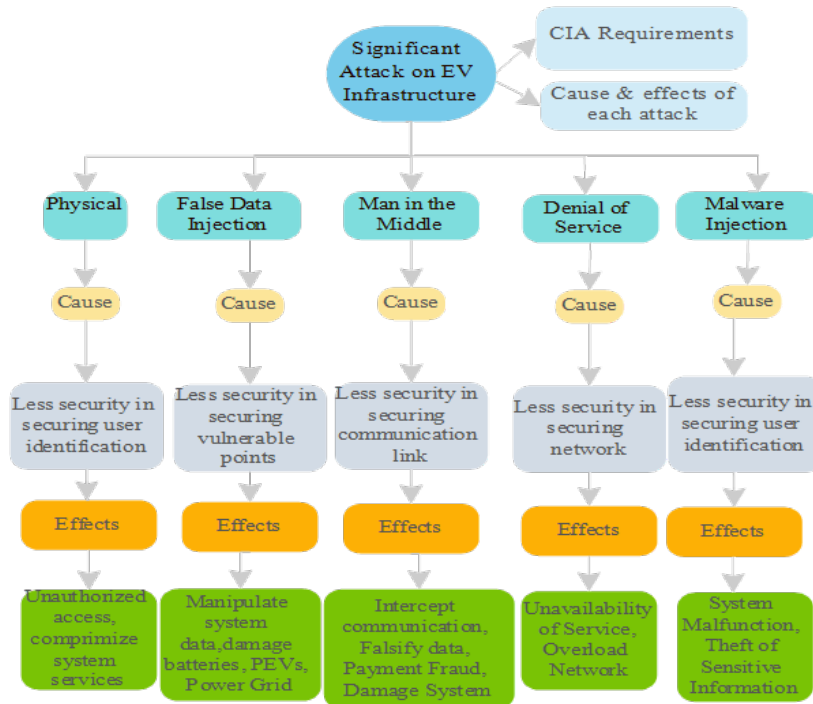 Significant
Attack on EV
Infrastructure
CIA Requirements
Cause & effects of
each attack
Physical
False Data
Injection
Man in the
Middle
Denial of
Service
Malware
Injection
Cause
Cause
Cause
Cause
Cause
Less security in
securing user
identification
Less security in
securing
vulnerable
points
Less security in
securing
communication
link
Less security in
securing
network
Less security in
securing user
identification
Effects
Effects
Effects
Effects
Effects
Unauthorized
access,
comprimize
system
services
Manipulate
system
data,damage
batteries, PEVs,
Power Grid
Intercept
communication,
Falsify data,
Payment Fraud,
Damage System
Unavailability
of Service,
Overload
Network
System
Malfunction,
Theft of
Sensitive
Information